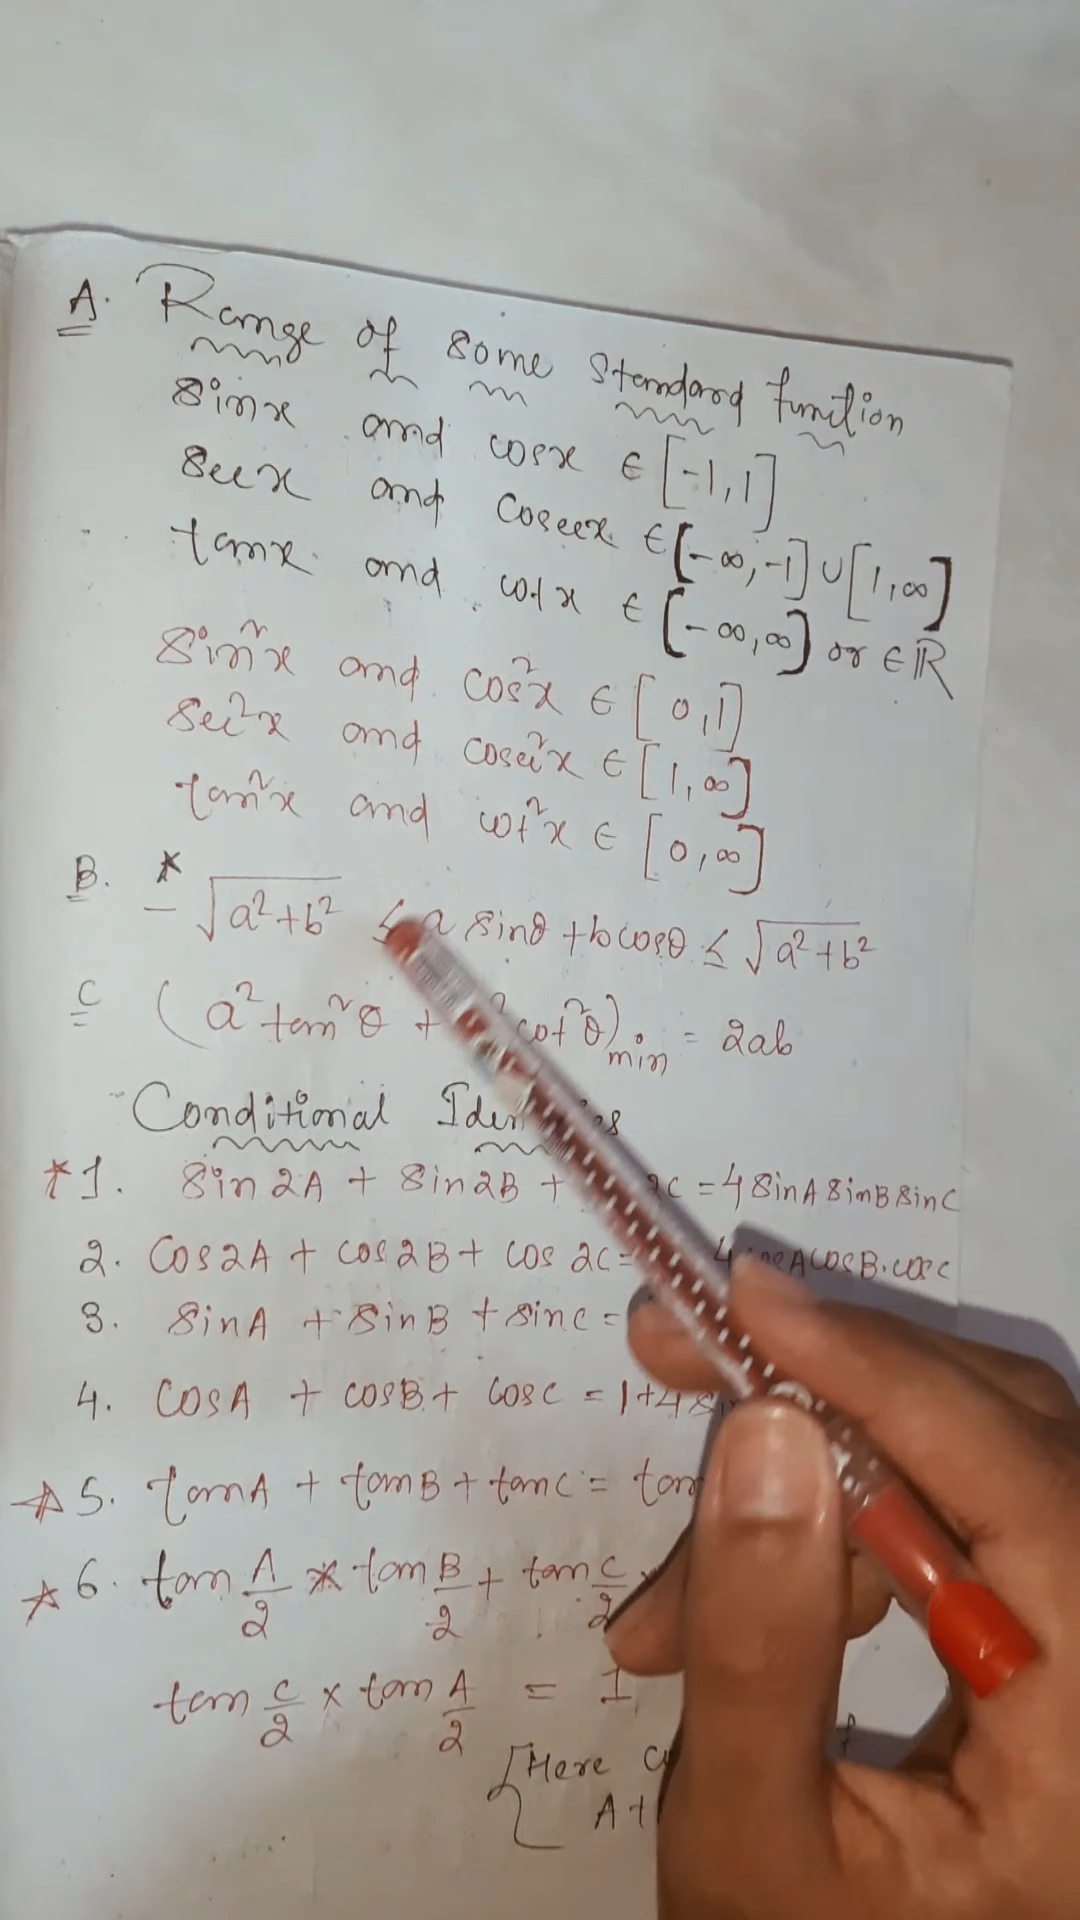 A. Range of some standard function
sinx and cosx ∈ [-1,1]
secx and cosecx ∈ [-∞,-1] ∪ [1,∞]
tanx and cotx ∈ [-∞,∞] or ∈ R
sin²x and cos²x ∈ [0,1]
sec²x and cosec²x ∈ [1,∞]
tan²x and cot²x ∈ [0,∞]
B. * -√a²+b² ≤ a sinθ + b cosθ ≤ √a²+b²
C (a² tan²θ + cot²θ)min = 2ab
Conditional
*1. sin2A + sin2B + 2C = 4 sinA sinB sinC
2. cos2A + cos2B + cos 2C = 4 cosA cosB.cosC
3. sinA + sinB + sinC =
4. cosA + cosB + cosC = 1+4
*5. tanA + tanB + tanC =
*6. tan A/2 * tan B/2 + tan C/2
tan C/2 × tan A/2 = 1
[Here
A+